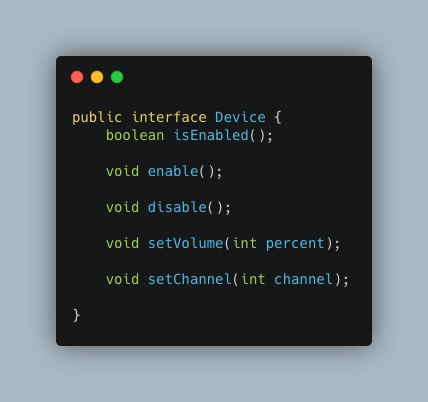 public interface Device {
    boolean isEnabled();
    void enable();
    void disable();
    void setVolume(int percent);
    void setChannel(int channel);
}